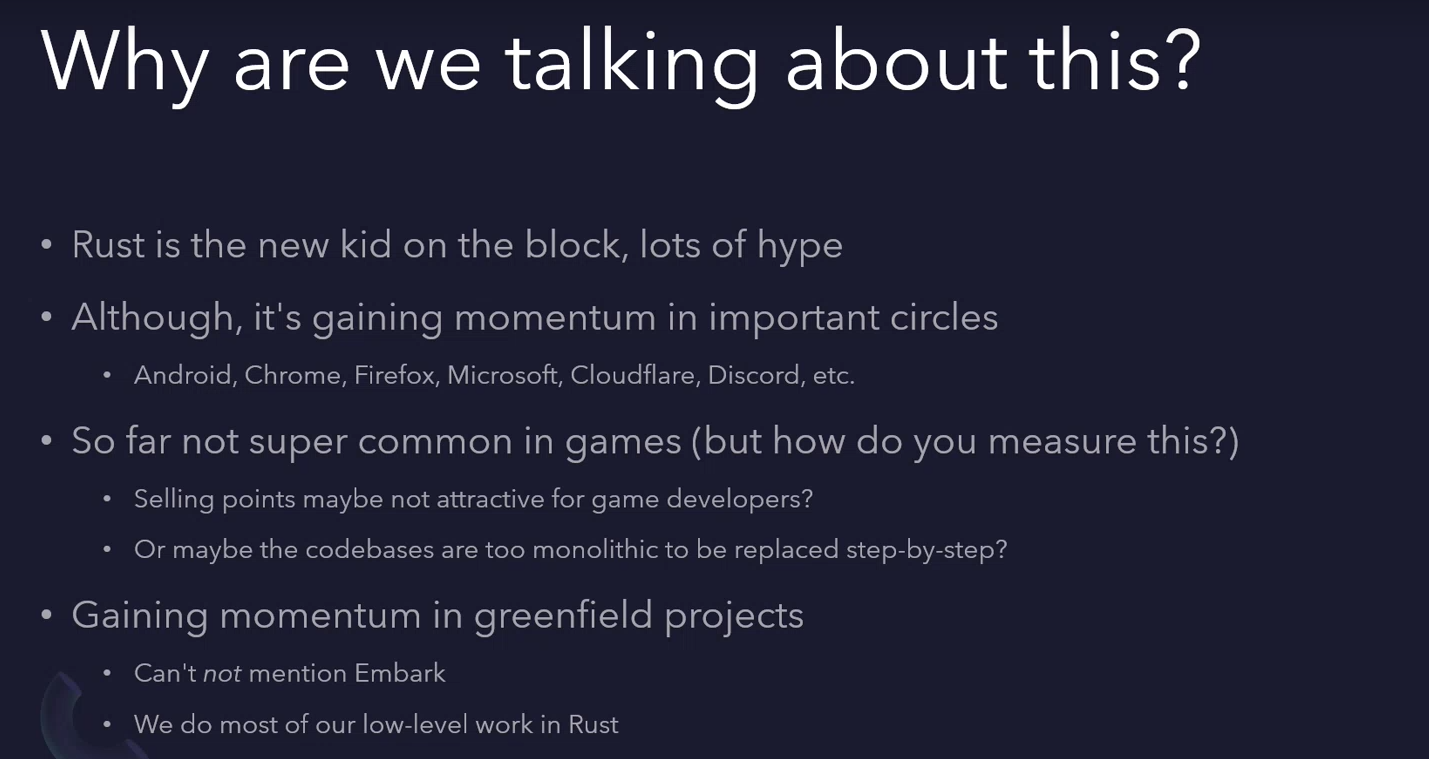 Why are we talking about this?
• Rust is the new kid on the block, lots of hype
• Although, it's gaining momentum in important circles
• Android, Chrome, Firefox, Microsoft, Cloudflare, Discord, etc.
• So far not super common in games (but how do you measure this?)
• Selling points maybe not attractive for game developers?
• Or maybe the codebases are too monolithic to be replaced step-by-step?
• Gaining momentum in greenfield projects
• Can't not mention Embark
• We do most of our low-level work in Rust